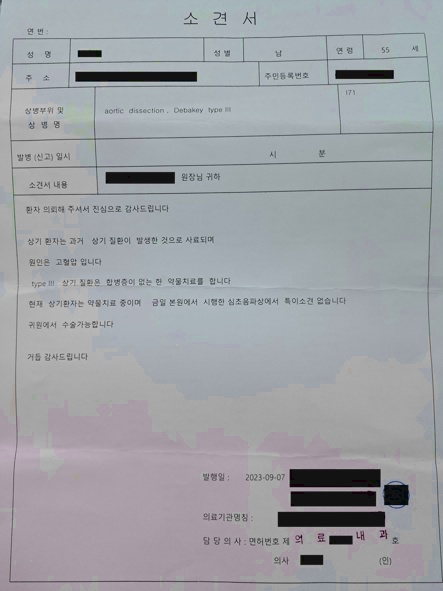 소 견 서
연 번 :
성 명 성 별 남 연 령 55 세
주 소 주민등록번호
상병부위 및
상 병 명
aortic dissection , Debakey type III
I71
발병 (신고) 일시 시 분
소견서 내용 원장님 귀하
환자 의뢰해 주셔서 진심으로 감사드립니다
상기 환자는 과거 상기 질환이 발생한 것으로 사료되며
원인은 고혈압 입니다
type III 상기 질환은 합병증이 없는 한 약물치료를 합니다
현재 상기환자는 약물치료 중이며 금일 본원에서 시행한 심초음파상에서 특이소견 없습니다
귀원에서 수술가능합니다
거듭 감사드립니다
발행일 : 2023-09-07
의료기관명칭 :
담 당 의 사 : 면허번호 제 의 료 내 과 호
의사 (인)